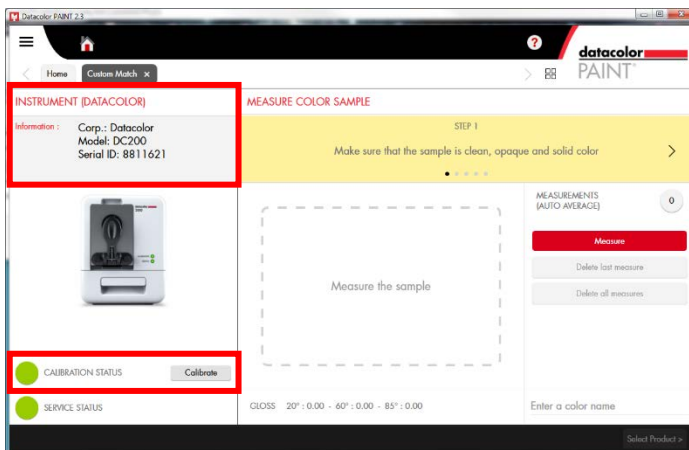 Datacolor PAINT 2.3
?
datacolor
PAINT
Home
Custom Match ×
INSTRUMENT (DATACOLOR)
Information :
Corp.: Datacolor
Model: DC200
Serial ID: 8811621
CALIBRATION STATUS
Calibrate
SERVICE STATUS
MEASURE COLOR SAMPLE
STEP 1
Make sure that the sample is clean, opaque and solid color
Measure the sample
GLOSS 20° : 0.00 - 60° : 0.00 - 85° : 0.00
MEASUREMENTS
(AUTO AVERAGE)
0
Measure
Delete last measure
Delete all measures
Enter a color name
Select Product >